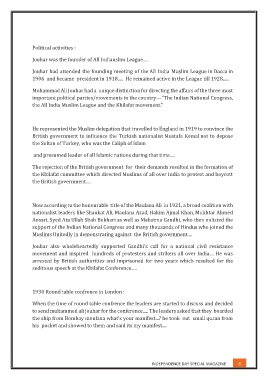 Political activities :
Jouhar was the founder of All India uslim League….
Jouhar had attended the founding meeting of the All India Muslim League in Dacca in
1906 and became president in 1918….. He remained active in the League till 1928…..
Mohammad Ali Jouhar had a unique distinction for directing the affairs of the three most
important political parties/movements in the country— "The Indian National Congress,
the All India Muslim League and the Khilafat movement."
He represented the Muslim delegation that travelled to England in 1919 to convince the
British government to influence the Turkish nationalist Mustafa Kemal not to depose
the Sultan of Turkey, who was the Caliph of Islam
and presumed leader of all Islamic nations during that time….
The rejection of the British government for their demands resulted in the formation of
the Khilafat committee which directed Muslims of all over India to protest and boycott
the British government….
Now according to the honourable title of the Maulana Ali in 1921, a broad coalition with
nationalist leaders like Shaukat Ali, Maulana Azad, Hakim Ajmal Khan, Mukhtar Ahmed
Ansari, Syed Ata Ullah Shah Bukhari as well as Mahatma Gandhi, who then enlisted the
support of the Indian National Congress and many thousands of Hindus who joined the
Muslims Unitedly in demonstrating against the British government….
Jouhar also wholeheartedly supported Gandhi's call for a national civil resistance
movement and inspired hundreds of protesters and strikers all over India…. He was
arrested by British authorities and imprisoned for two years which resulted for the
seditious speech at the Khilafat Conference…..
1930 Round table confrence in London :
When the time of round table confrence the leaders are started to discuss and decided
to send mohammed ali jouhar for the conference…. The leaders asked that they boarded
the ship from Bombay moulana what's your manifest…? he took out small quran from
his pocket and showed to them and said its my manifest….
INDEPENDENCE DAY SPECIAL MAGAZINE